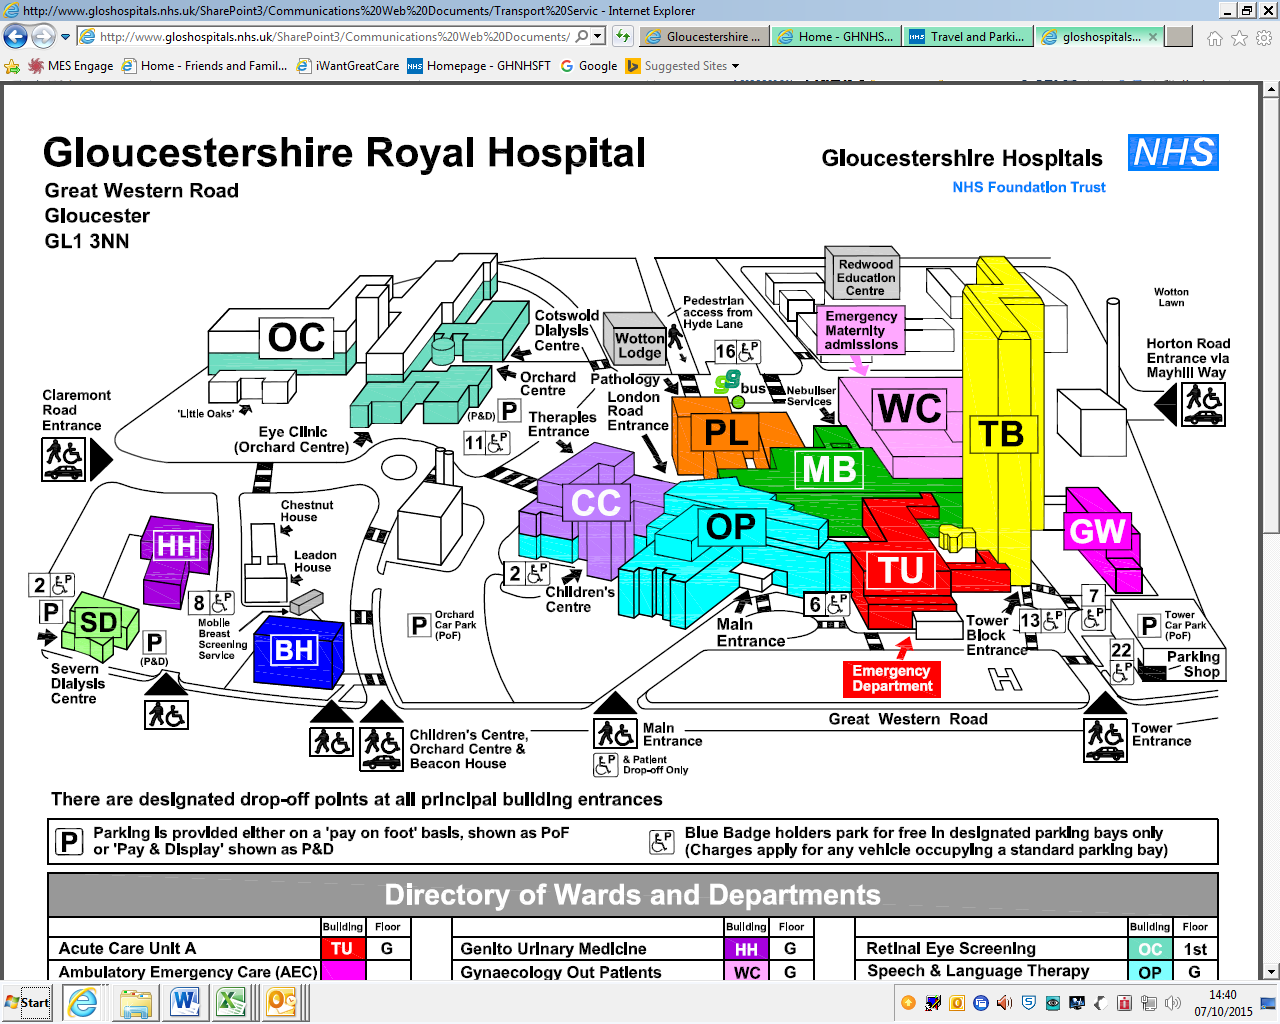 http://www.gloshospitals.nhs.uk/SharePoint3/Communications%20Web%20Documents/Transport%20Servic - Internet Explorer
http://www.gloshospitals.nhs.uk/SharePoint3/Communications%20Web%20Documents/
Gloucestershire ...
Home - GHNHS...
NHS Travel and Parki...
gloshospitals...
MES Engage
Home - Friends and Famil...
iWantGreatCare
NHS Homepage - GHNHSFT
Google
Suggested Sites
Gloucestershire Royal Hospital
Great Western Road
Gloucester
GL1 3NN
Gloucestershire Hospitals NHS
NHS Foundation Trust
Redwood
Education
Centre
Wotton
Lawn
Pedestrian
access from
Hyde Lane
Emergency
Maternity
admissions
Cotswold
Dialysis
Centre
Wotton
Lodge
OC
16 P
Horton Road
Entrance via
Mayhill Way
Claremont
Road
Entrance
Orchard
Centre
Pathology
gg bus
Nebuliser
Services
London
Road
Entrance
'Little Oaks'
(P&D) P
Therapies
Entrance
Eye Clinic
(Orchard Centre)
11 P
PL
WC
TB
MB
CC
OP
GW
TU
Chestnut
House
Leadon
House
HH
2 P
P
SD
8 P
Mobile
Breast
Screening
Service
BH
P
(P&D)
Severn
Dialysis
Centre
2 P
Children's
Centre
P Orchard
Car Park
(PoF)
Main
Entrance
6 P
Tower
Block
Entrance
13 P
7
P
22
P
P Tower
Car Park
(PoF)
Parking
Shop
Emergency
Department
H
Great Western Road
Children's Centre,
Orchard Centre &
Beacon House
Main
Entrance
P & Patient
Drop-off Only
Tower
Entrance
There are designated drop-off points at all principal building entrances
P Parking is provided either on a 'pay on foot' basis, shown as PoF
or 'Pay & Display' shown as P&D
P Blue Badge holders park for free in designated parking bays only
(Charges apply for any vehicle occupying a standard parking bay)
Directory of Wards and Departments
Building Floor
Acute Care Unit A TU G
Ambulatory Emergency Care (AEC)
Building Floor
Genito Urinary Medicine HH G
Gynaecology Out Patients WC G
Building Floor
Retinal Eye Screening OC 1st
Speech & Language Therapy OP G
Start
14:40
07/10/2015